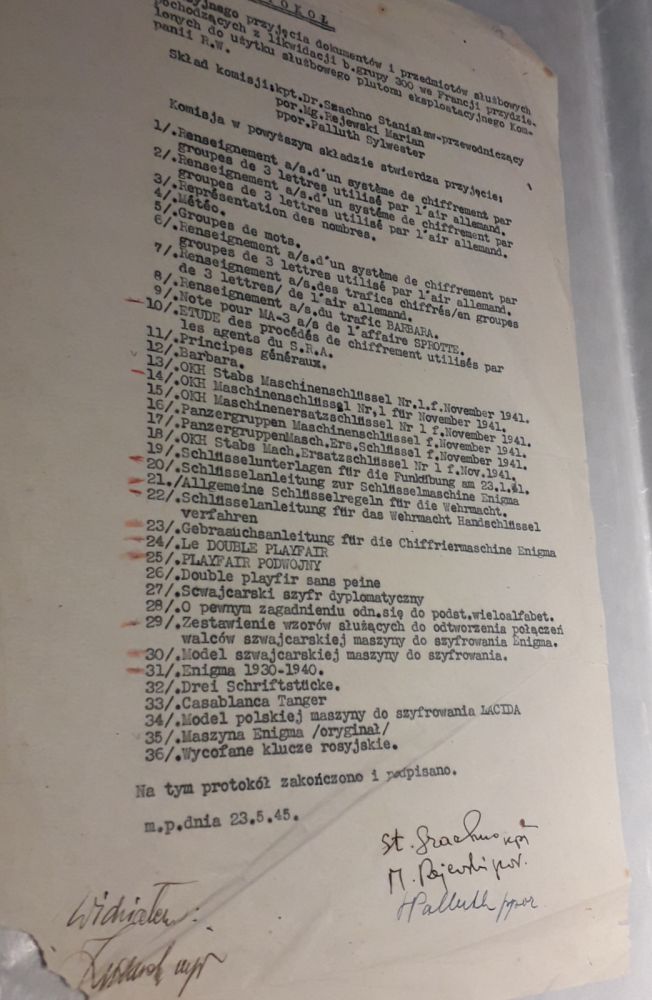 OKOŁ
yjnego przyjęcia dokumentów i przedmiotów służbowych
pochodzących z likwidacji b.grupy 300 we Francji przydzie-
lonych do użytku służbowego plutonu eksploatacyjnego Kom-
panii R.W.
Skład komisji:kpt.Dr.Szachno Stanisław-przewodniczący
por.Mg.Rejewski Marian
ppor.Palluth Sylwester
Komisja w powyższym składzie stwierdza przyjęcie:
1/.Renseignement a/s.d'un système de chiffrement par
groupes de 3 lettres utilisé par l'air allemand.
2/.Renseignement a/s.d'un système de chiffrement par
groupes de 3 lettres utilisé par l'air allemand.
3/.Représentation des nombres.
4/.Météo.
5/.Groupes de mots.
6/.Renseignement a/s.d'un système de chiffrement par
groupes de 3 lettres utilisé par l'air allemand.
7/.Renseignement a/s.des trafics chiffrés/en groupes
de 3 lettres/ de l'air allemand.
8/.Renseignement a/s.du trafic BARBARA.
9/.Note pour MA-3 a/s de l'affaire SPROTTE.
10/.ETUDE des procédés de chiffrement utilisés par
les agents du S.R.A.
11/.Principes généraux.
12/.Barbara.
13/.OKH Stabs Maschinenschlüssel Nr.1.f.November 1941.
14/.OKH Maschinenschlüssel Nr,1 für November 1941.
15/.OKH Maschinenersatzschlüssel Nr 1 f.November 1941.
16/.Panzergruppen Maschinenschlüssel f.November 1941.
17/.PanzergruppenMasch.Ers.Schlüssel f.November 1941.
18/.OKH Stabs Mach.Ersatzschlüssel Nr 1 f.Nov.1941.
19/.Schlüsselunterlagen für die Funkübung am 23.1.41.
20/.Schlüsselanleitung zur Schlüsselmaschine Enigma
21./Allgemeine Schlüsselregeln für die Wehrmacht.
22/.Schlüsselanleitung für das Wehrmacht Handschlüssel
verfahren
23/.Gebrasuchsanleitung für die Chiffriermaschine Enigma
24/.Le DOUBLE PLAYFAIR
25/.PLAYFAIR PODWOJNY
26/.Double playfir sans peine
27/.Scwajcarski szyfr dyplomatyczny
28/.O pewnym zagadnieniu odn.się do podst.wieloalfabet.
29/.Zestawienie wzorów służących do odtworzenia połączeń
walców szwajcarskiej maszyny do szyfrowania Enigma.
30/.Model szwajcarskiej maszyny do szyfrowania.
31/.Enigma 1930-1940.
32/.Drei Schriftstücke.
33/.Casablanca Tanger
34/.Model polskiej maszyny do szyfrowania LACIDA
35/.Maszyna Enigma /oryginał/
36/.Wycofane klucze rosyjskie.
Na tym protokół zakończono i podpisano.
m.p.dnia 23.5.45.
St. Szachno kpt
M. Rejewski por.
SPalluth ppor.
Widziałem: